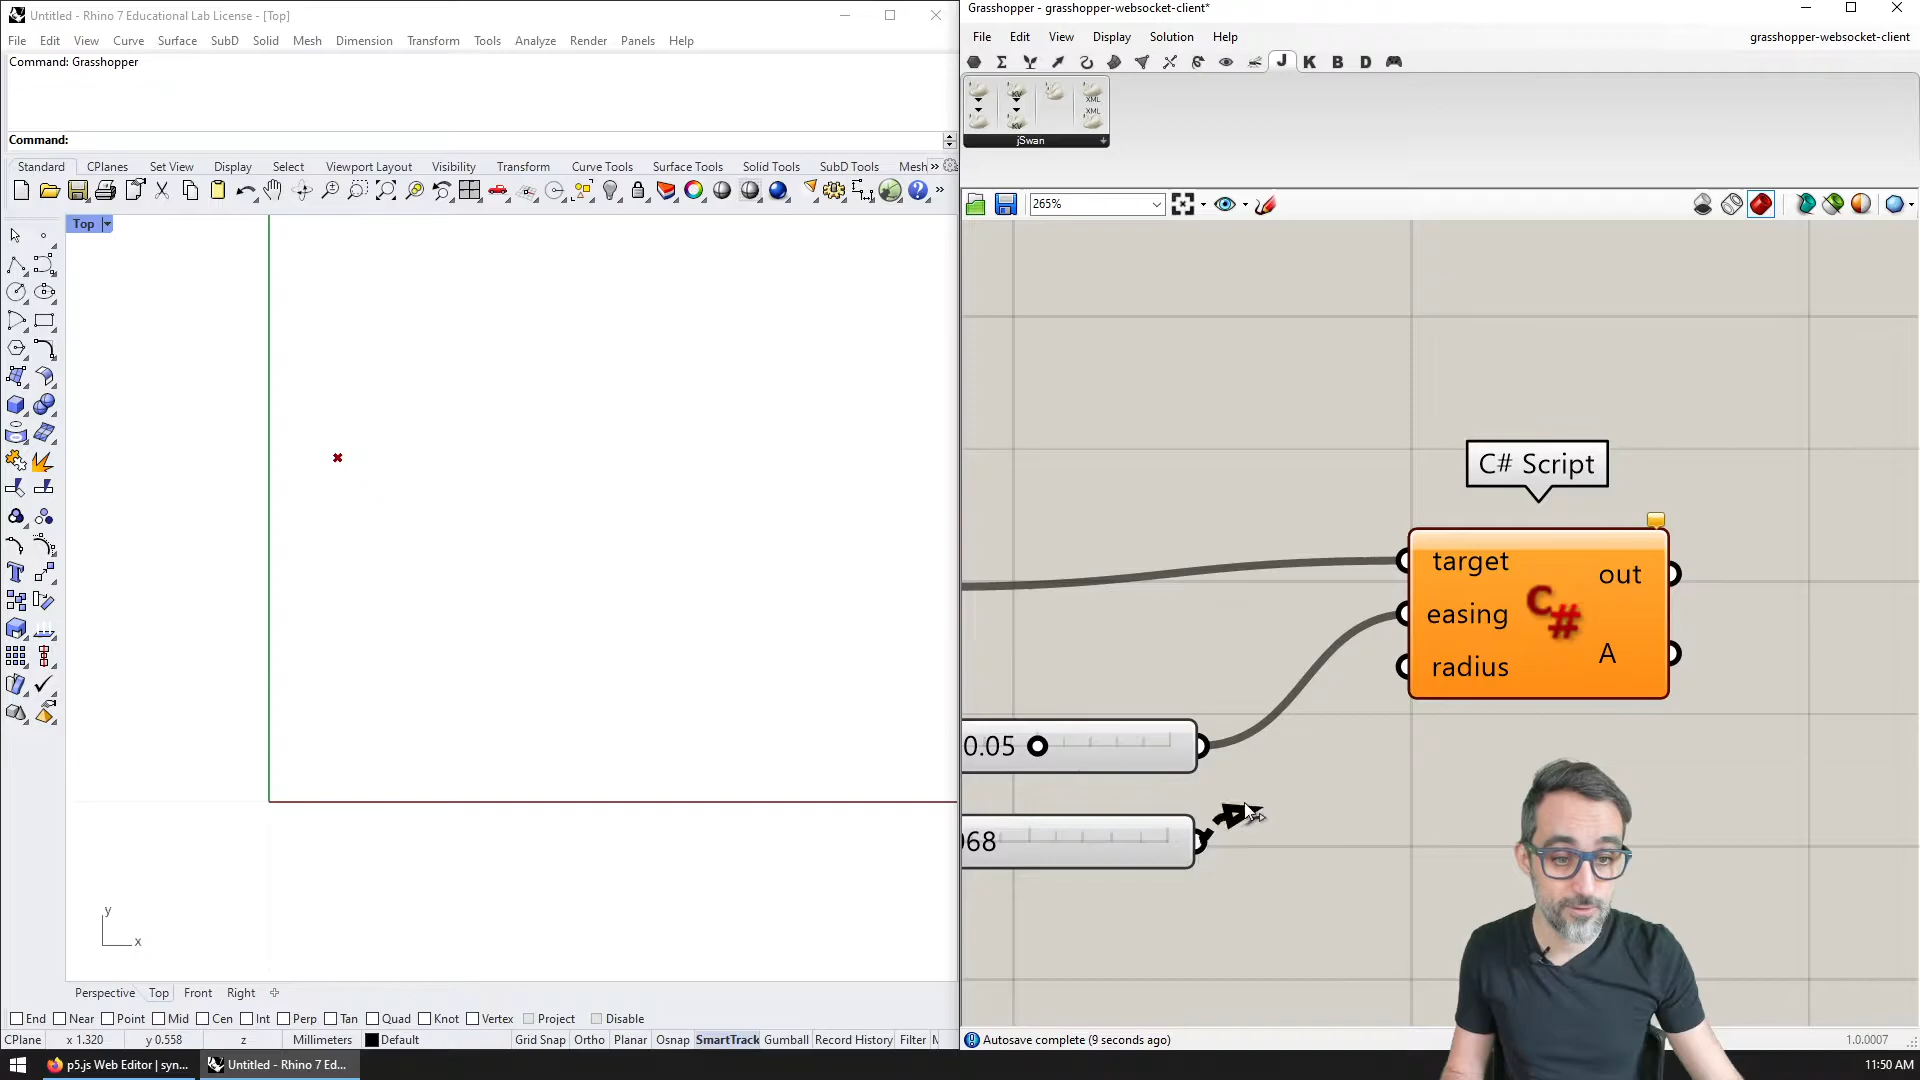 Untitled - Rhino 7 Educational Lab License - [Top]
File Edit View Curve Surface SubD Solid Mesh Dimension Transform Tools Analyze Render Panels Help
Command: Grasshopper
Command:
Standard CPlanes Set View Display Select Viewport Layout Visibility Transform Curve Tools Surface Tools Solid Tools SubD Tools Mesh »
Top
y
x
Perspective Top Front Right
End Near Point Mid Cen Int Perp Tan Quad Knot Vertex Project Disable
CPlane x 1.320 y 0.558 z Millimeters Default Grid Snap Ortho Planar Osnap SmartTrack Gumball Record History Filter M
Grasshopper - grasshopper-websocket-client*
File Edit View Display Solution Help
grasshopper-websocket-client
J K B D
KV
KV
XML
XML
jSwan
265%
C# Script
target
easing
radius
C#
out
A
0.05
068
Autosave complete (9 seconds ago)
1.0.0007
p5.js Web Editor | syn...
Untitled - Rhino 7 Ed...
11:50 AM